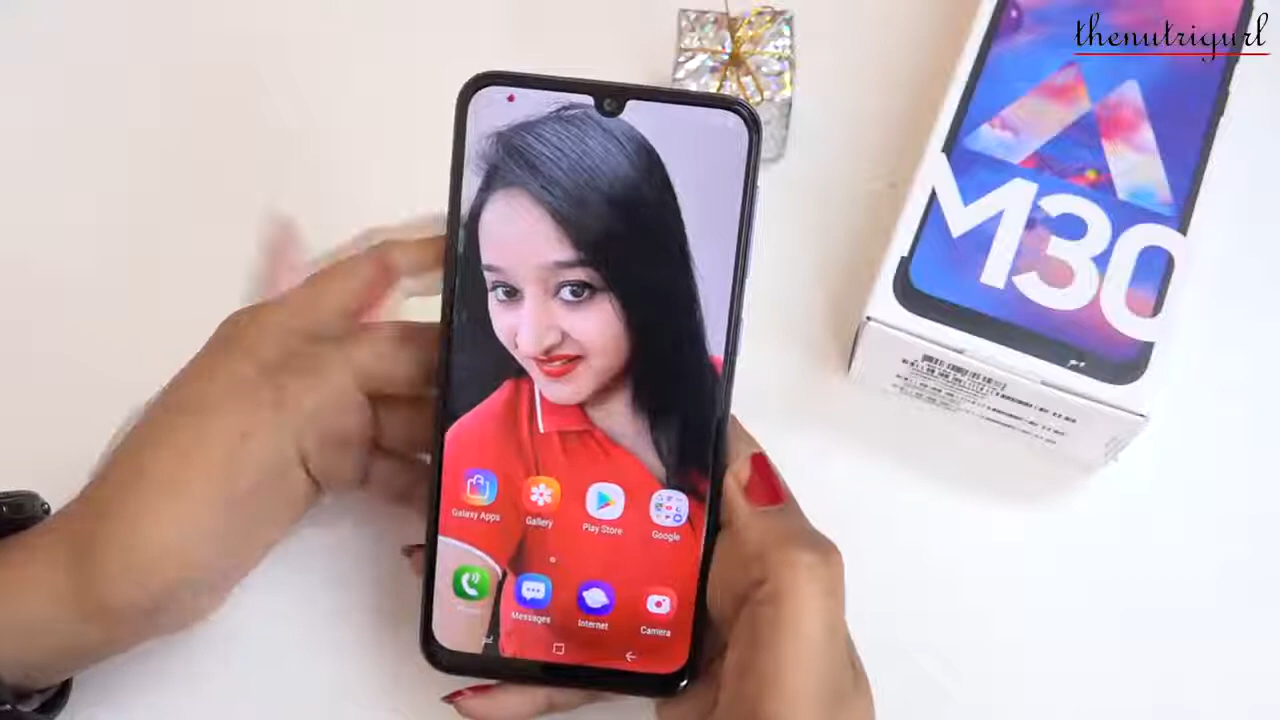 thenutrigurl
M30
Galaxy Apps
Gallery
Play Store
Google
Messages
Internet
Camera